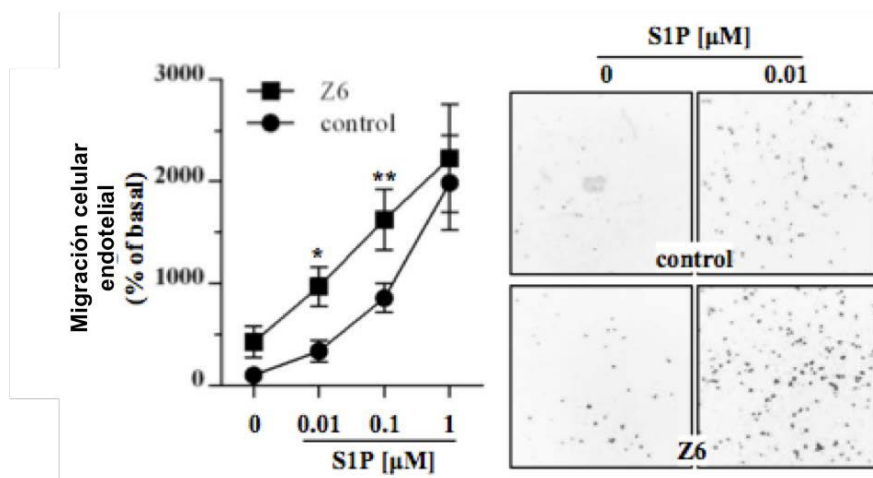 Migración celular
endotelial
(% of basal)
3000
2000
1000
0
Z6
control
*
**
0 0.01 0.1 1
S1P [μM]
S1P [μM]
0 0.01
control
Z6